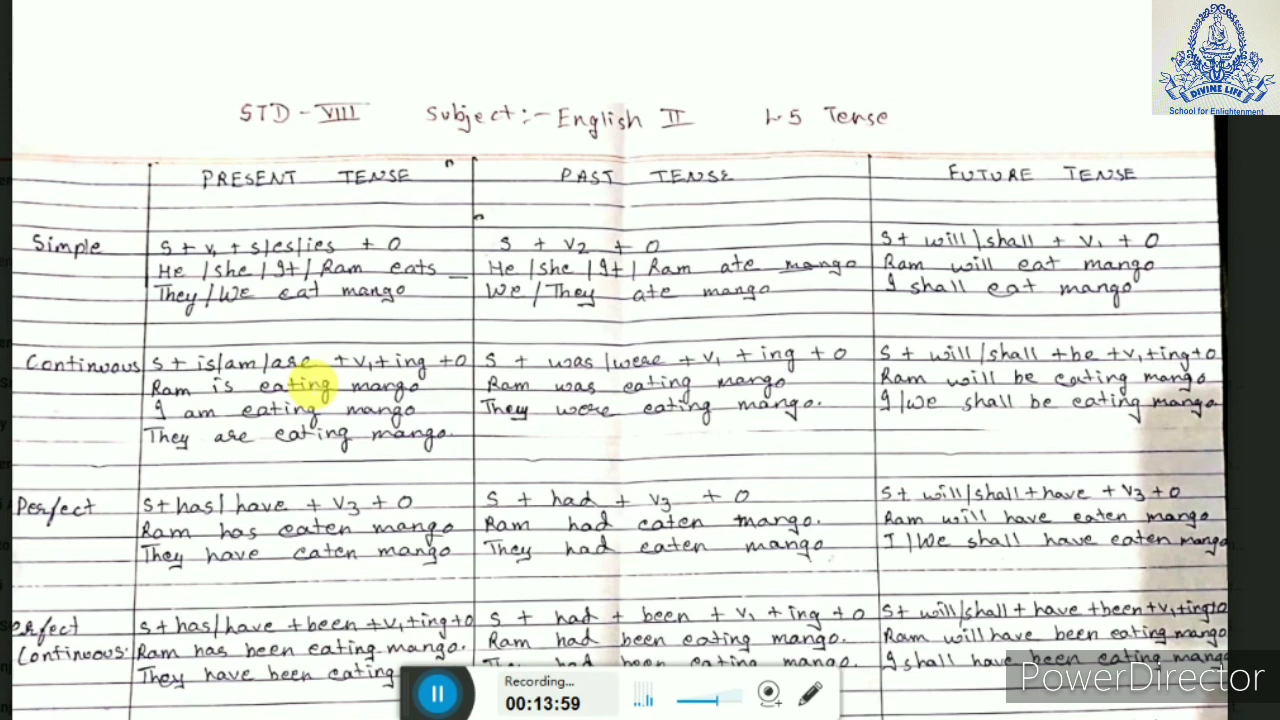 DIVINE LIFE
School for Enlightenment
STD - VIII Subject :- English II L 5 Tense
PRESENT TENSE PAST TENSE FUTURE TENSE
Simple
S + V1 + s/es/ies + O
He /she / It / Ram eats
They / We eat mango
S + V2 + O
He /she / It / Ram ate mango
We / They ate mango
S + will /shall + V1 + O
Ram will eat mango
I shall eat mango
Continuous
S + is/am/are + V1 + ing + O
Ram is eating mango
I am eating mango
They are eating mango.
S + was /were + V1 + ing + O
Ram was eating mango
They were eating mango.
S + will /shall + be + V1 + ing + O
Ram will be eating mango
I /We shall be eating mango
Perfect
S + has/ have + V3 + O
Ram has eaten mango
They have eaten mango
S + had + V3 + O
Ram had eaten mango.
They had eaten mango
S + will/shall + have + V3 + O
Ram will have eaten mango
I /We shall have eaten mango
Perfect
Continuous:
S + has/ have + been + V1 + ing + O
Ram has been eating mango.
They have been eating
S + had + been + V1 + ing + O
Ram had been eating mango.
They had been eating mango.
S + will/shall + have + been + V1 + ing + O
Ram will have been eating mango
I shall have been eating mango
Recording...
00:13:59
PowerDirector